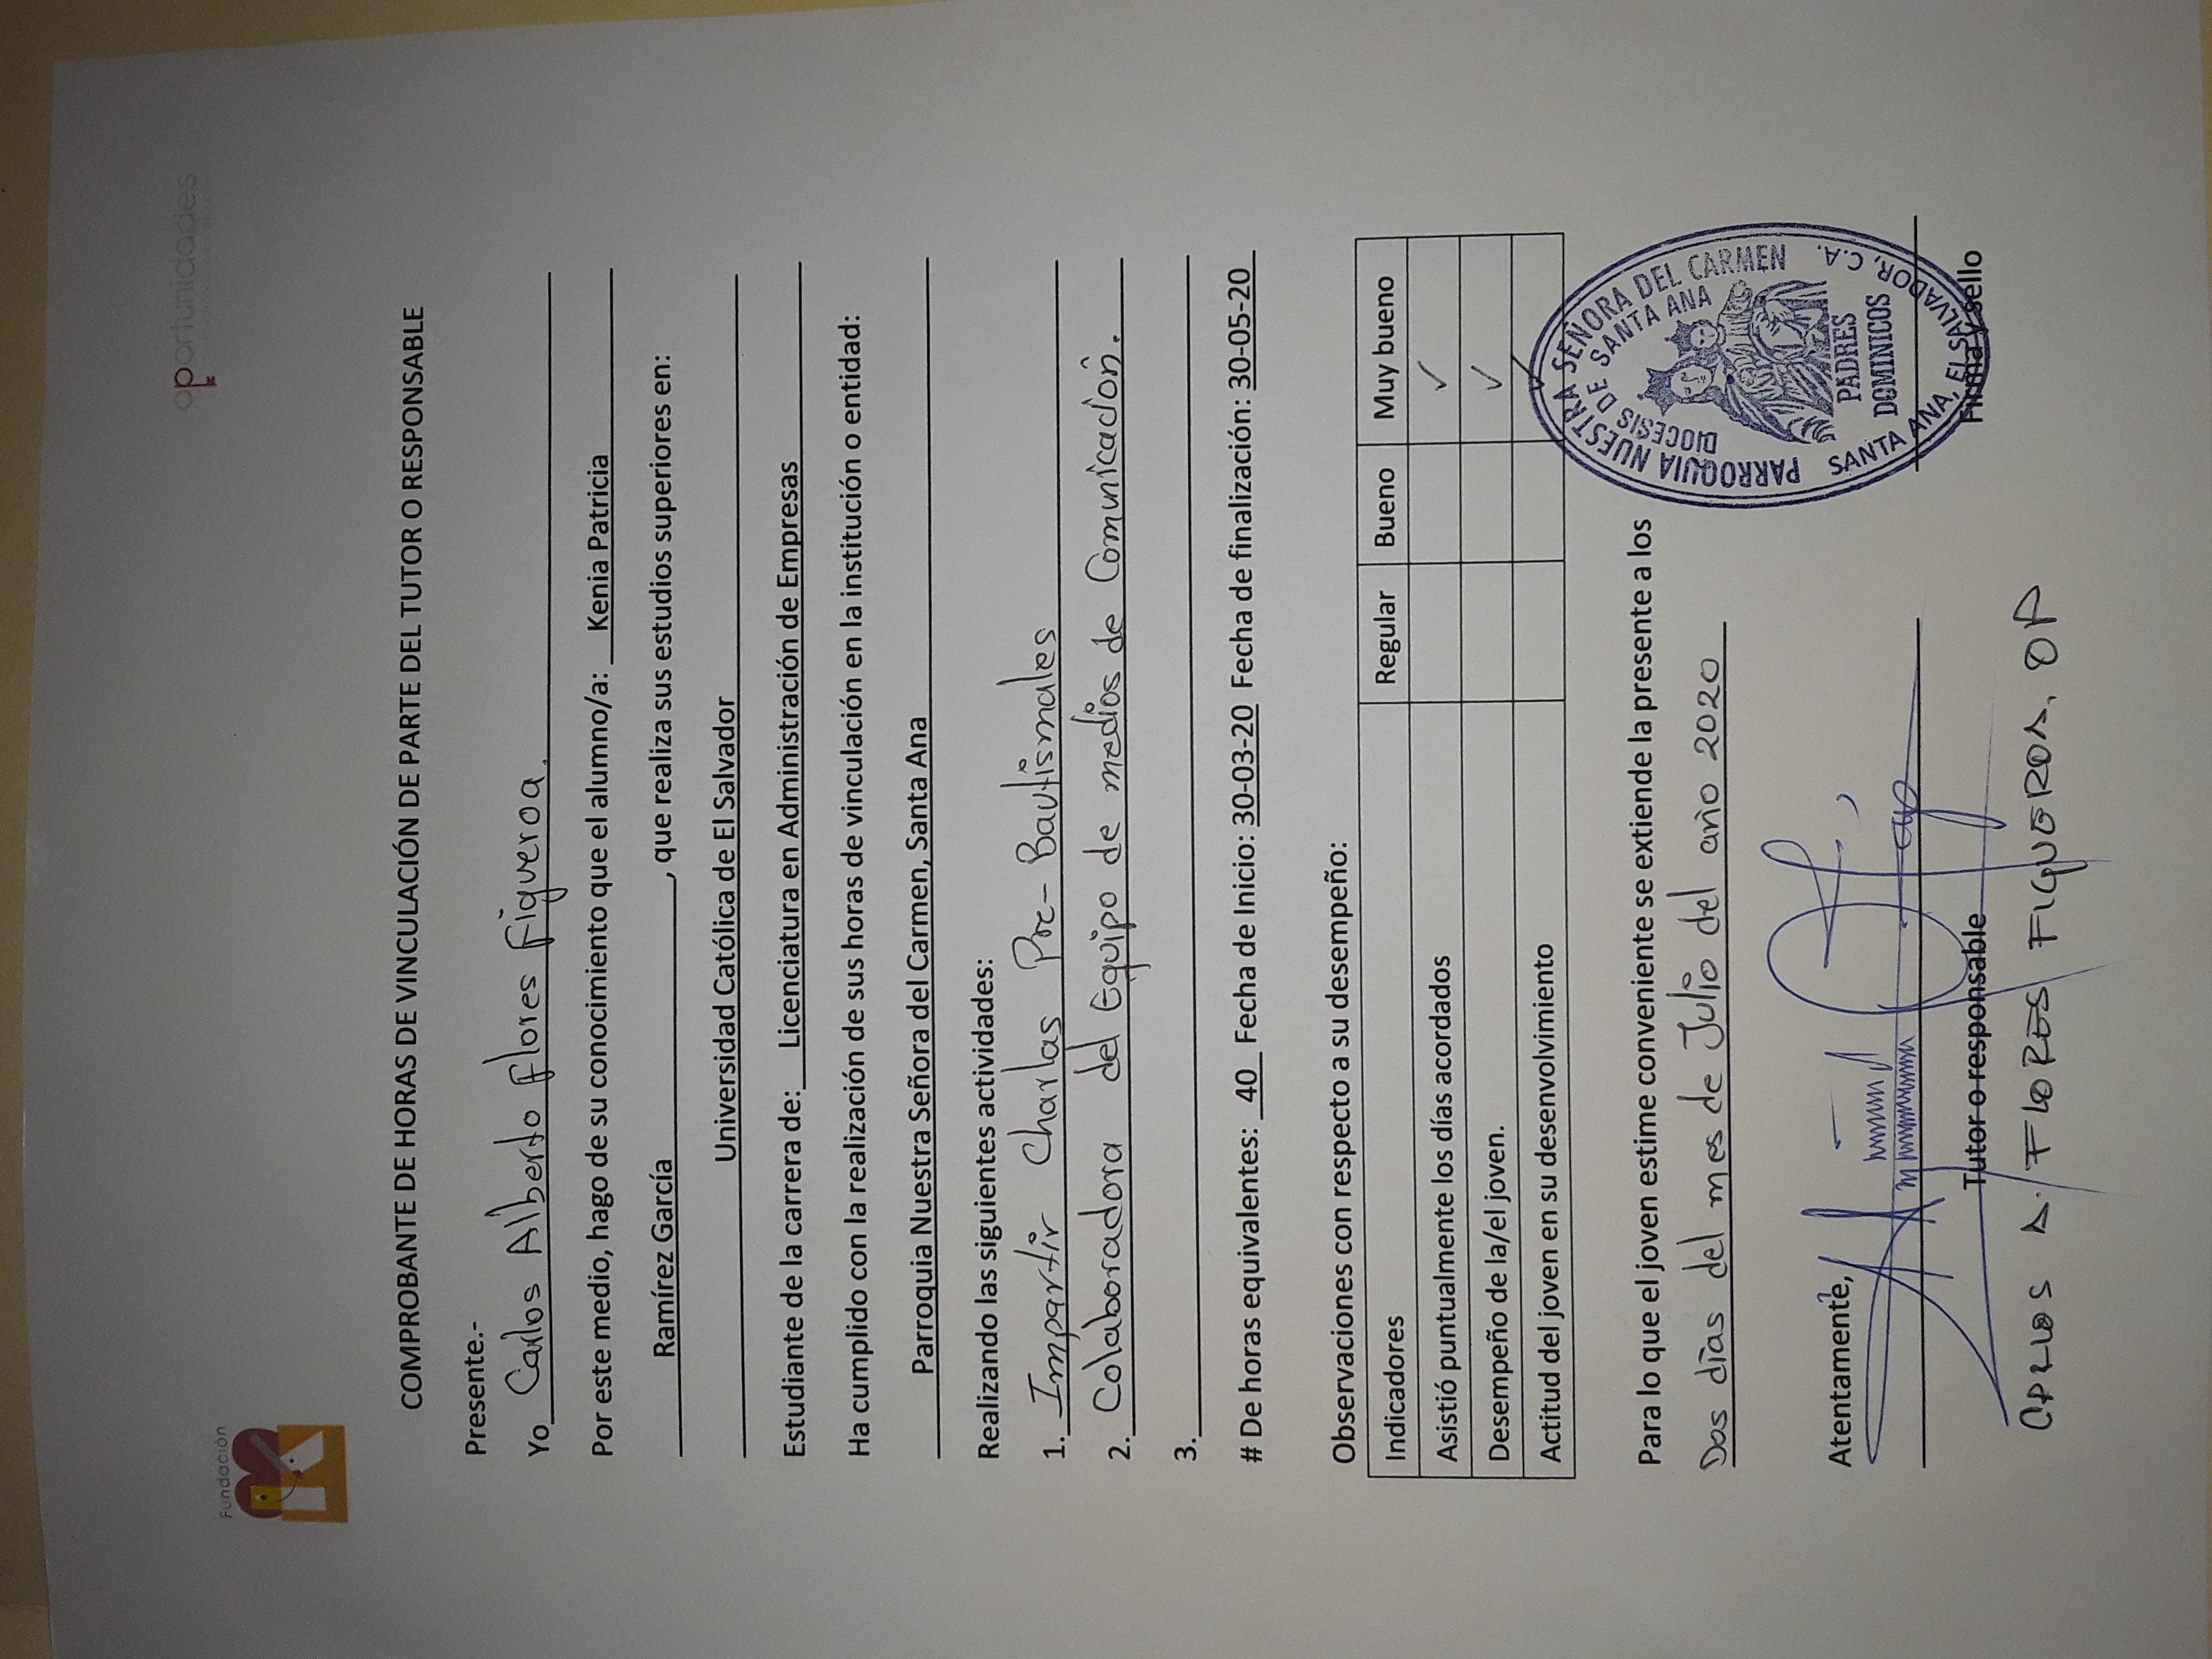 Fundación
oportunidades
COMPROBANTE DE HORAS DE VINCULACIÓN DE PARTE DEL TUTOR O RESPONSABLE
Presente.-
Yo Carlos Alberto Flores Figueroa.
Por este medio, hago de su conocimiento que el alumno/a: Kenia Patricia
Ramírez García , que realiza sus estudios superiores en:
Universidad Católica de El Salvador
Estudiante de la carrera de: Licenciatura en Administración de Empresas
Ha cumplido con la realización de sus horas de vinculación en la institución o entidad:
Parroquia Nuestra Señora del Carmen, Santa Ana
Realizando las siguientes actividades:
1. Impartir Charlas Pre-Bautismales
2. Colaboradora del Equipo de medios de Comunicación.
3.
# De horas equivalentes: 40 Fecha de Inicio: 30-03-20 Fecha de finalización: 30-05-20
Observaciones con respecto a su desempeño:
Indicadores Regular Bueno Muy bueno
Asistió puntualmente los días acordados ✓
Desempeño de la/el joven. ✓
Actitud del joven en su desenvolvimiento ✓
Para lo que el joven estime conveniente se extiende la presente a los
Dos días del mes de Julio del año 2020
PARROQUIA NUESTRA SEÑORA DEL CARMEN
DIOCESIS DE SANTA ANA
PADRES
DOMINICOS
SANTA ANA, EL SALVADOR, C.A.
Atentamente,
Tutor o responsable Firma y sello
CARLOS A. FLORES FIGUEROA, OP